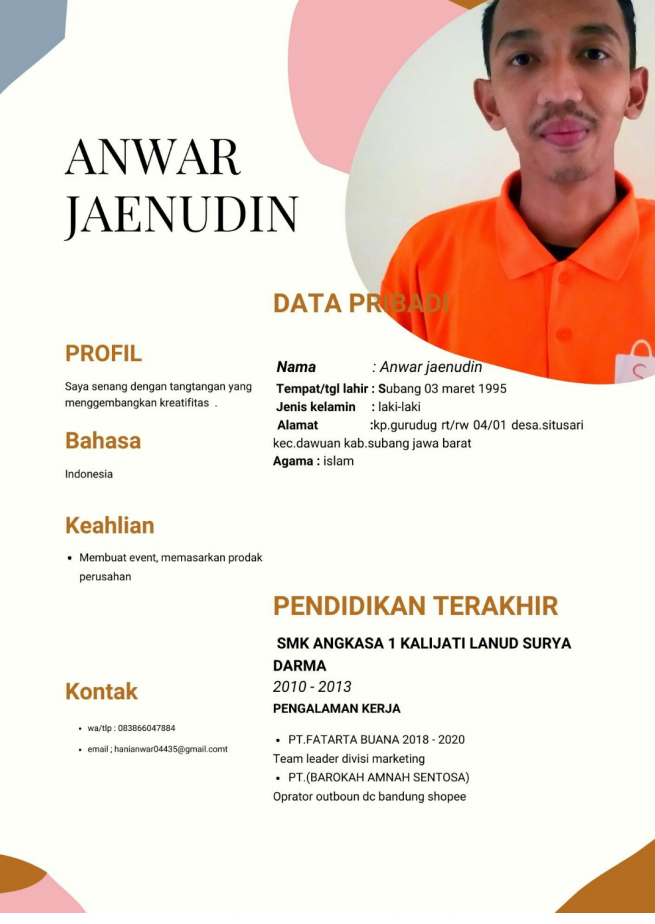 ANWAR
JAENUDIN
DATA PRIBADI
PROFIL
Saya senang dengan tangtangan yang
menggembangkan kreatifitas .
Bahasa
Indonesia
Keahlian
• Membuat event, memasarkan prodak
perusahan
Kontak
• wa/tlp : 083866047884
• email ; hanianwar04435@gmail.comt
Nama : Anwar jaenudin
Tempat/tgl lahir : Subang 03 maret 1995
Jenis kelamin : laki-laki
Alamat :kp.gurudug rt/rw 04/01 desa.situsari
kec.dawuan kab.subang jawa barat
Agama : islam
PENDIDIKAN TERAKHIR
SMK ANGKASA 1 KALIJATI LANUD SURYA
DARMA
2010 - 2013
PENGALAMAN KERJA
• PT.FATARTA BUANA 2018 - 2020
Team leader divisi marketing
• PT.(BAROKAH AMNAH SENTOSA)
Oprator outboun dc bandung shopee
S